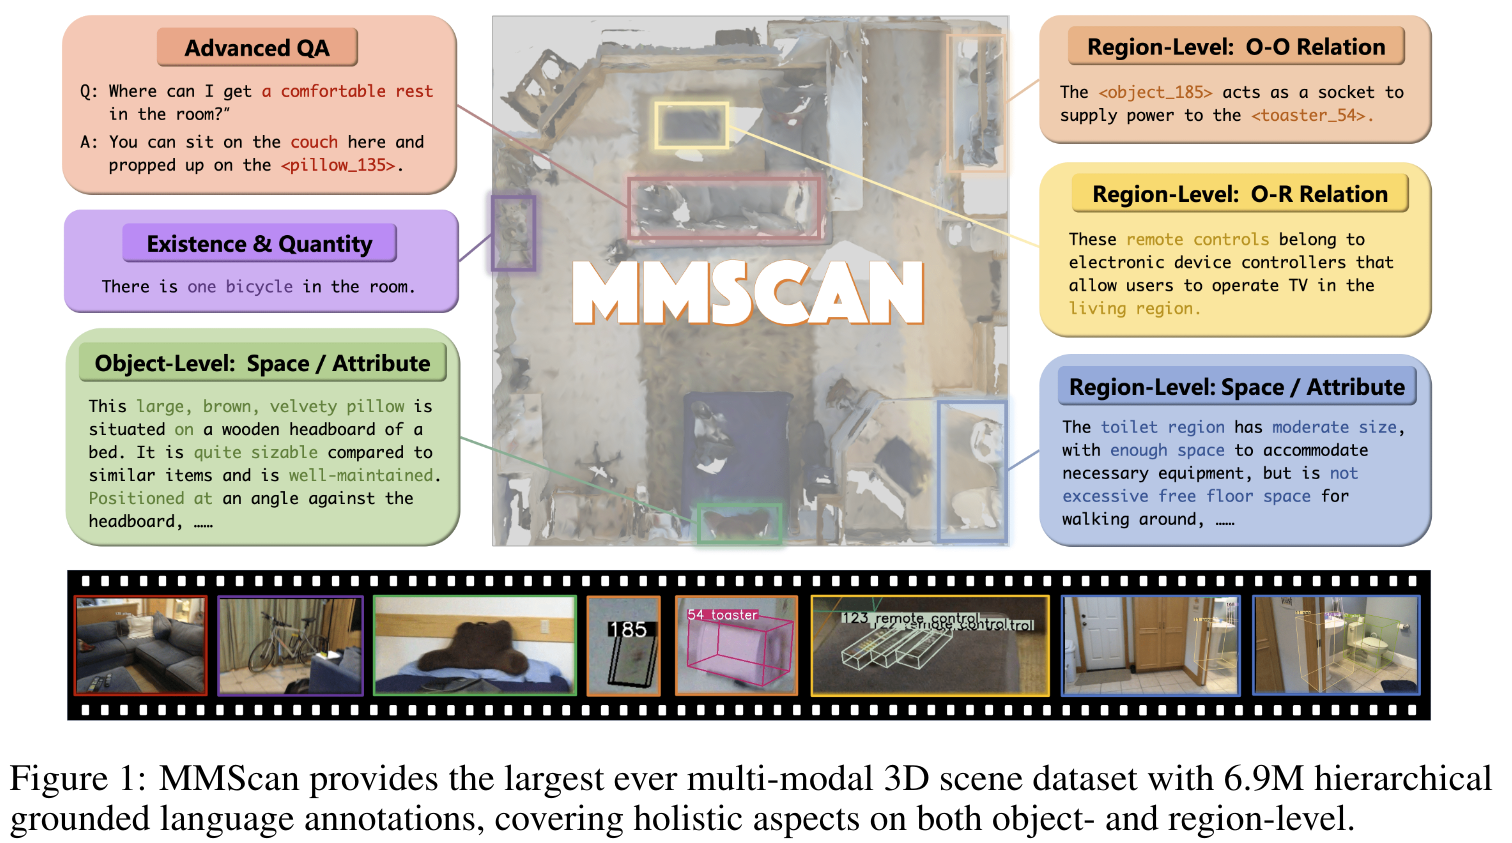 Advanced QA
Q: Where can I get a comfortable rest
in the room?"
A: You can sit on the couch here and
propped up on the <pillow_135>.
Existence & Quantity
There is one bicycle in the room.
Object-Level: Space / Attribute
This large, brown, velvety pillow is
situated on a wooden headboard of a
bed. It is quite sizable compared to
similar items and is well-maintained.
Positioned at an angle against the
headboard, ……
MMSCAN
Region-Level: O-O Relation
The <object_185> acts as a socket to
supply power to the <toaster_54>.
Region-Level: O-R Relation
These remote controls belong to
electronic device controllers that
allow users to operate TV in the
living region.
Region-Level: Space / Attribute
The toilet region has moderate size,
with enough space to accommodate
necessary equipment, but is not
excessive free floor space for
walking around, ……
185
54 toaster
123 remote control
remote control
Figure 1: MMScan provides the largest ever multi-modal 3D scene dataset with 6.9M hierarchical
grounded language annotations, covering holistic aspects on both object- and region-level.